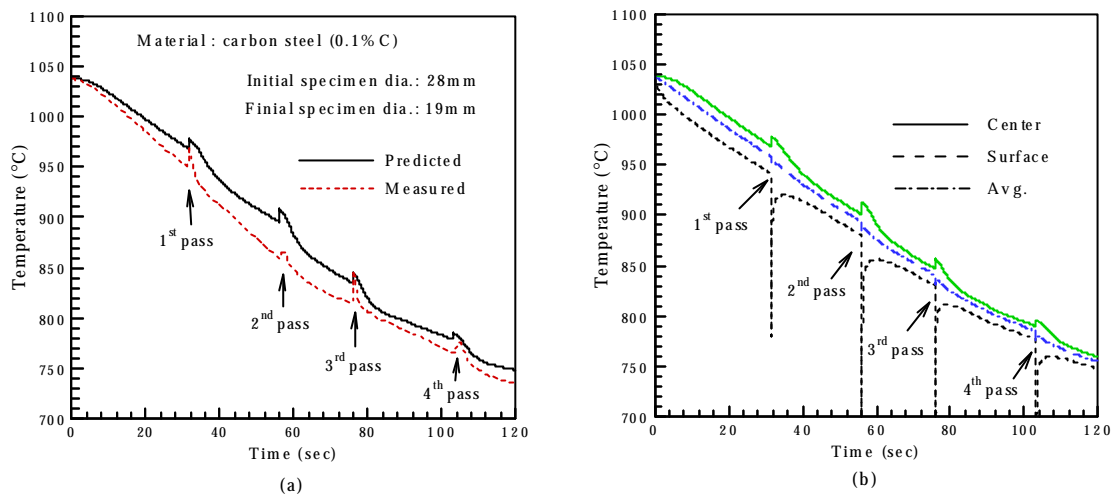 1100
1050
1000
950
900
850
800
750
700
Temperature (°C)
Material : carbon steel (0.1%C)
Initial specimen dia.: 28mm
Finial specimen dia.: 19mm
Predicted
Measured
1st pass
2nd pass
3rd pass
4th pass
0 20 40 60 80 100 120
Time (sec)
(a)
1100
1050
1000
950
900
850
800
750
700
Temperature (°C)
Center
Surface
Avg.
1st pass
2nd pass
3rd pass
4th pass
0 20 40 60 80 100 120
Time (sec)
(b)